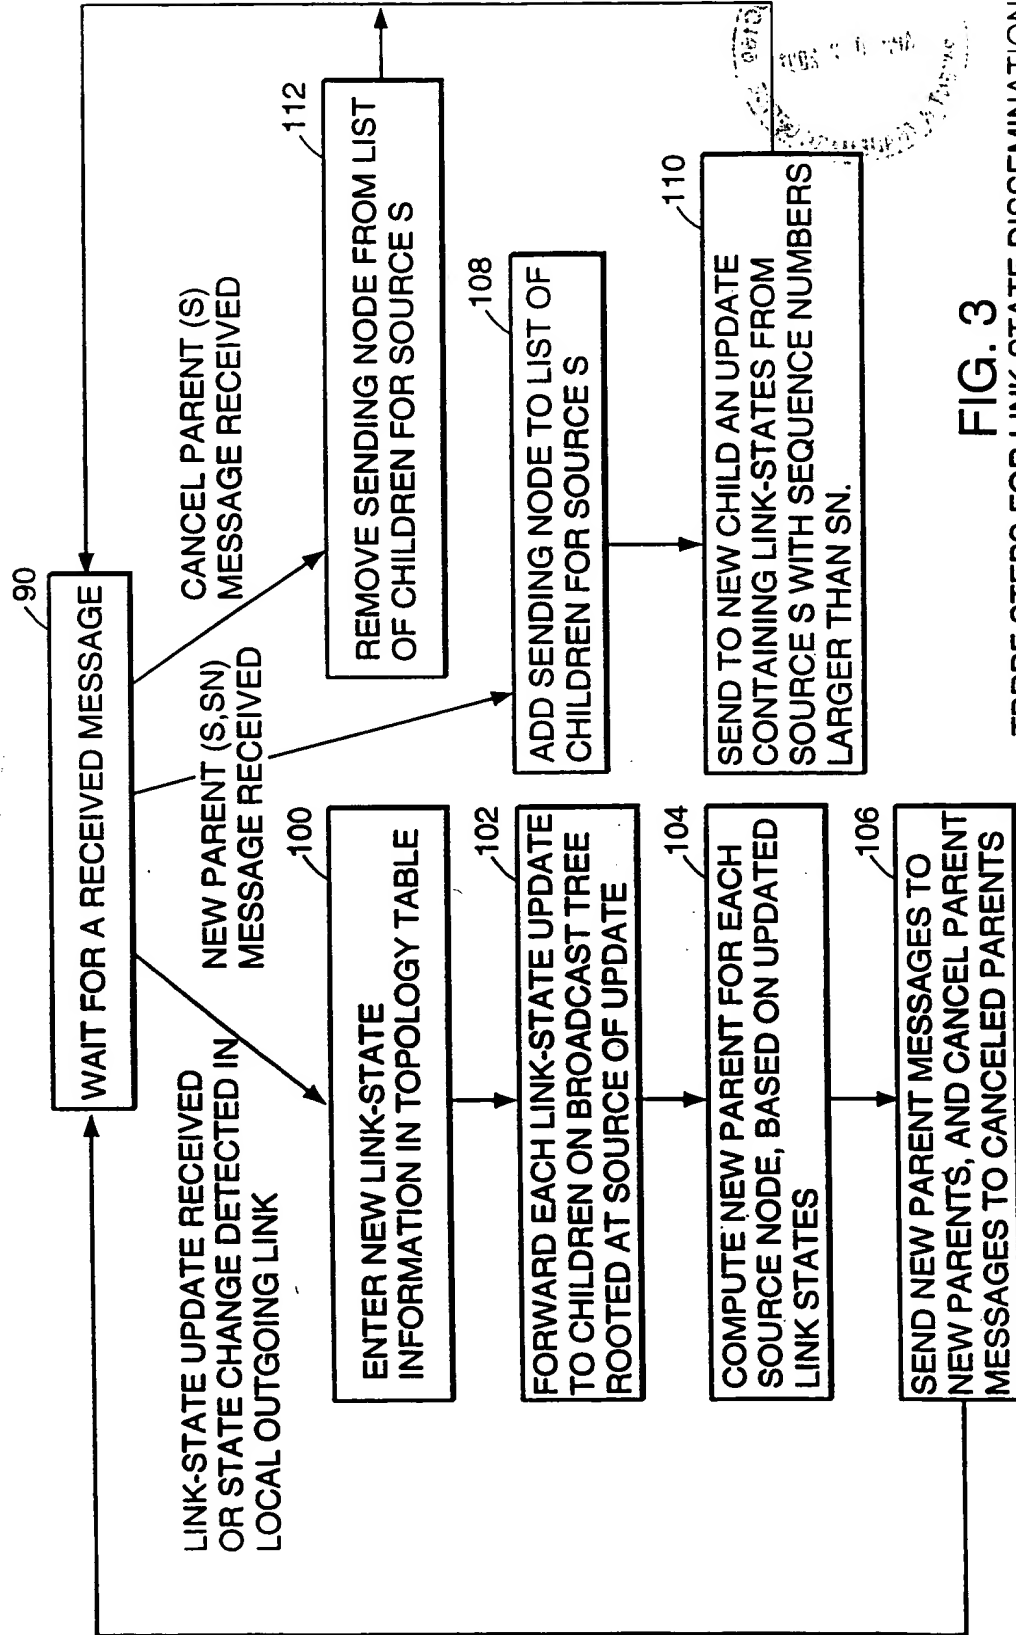 90
WAIT FOR A RECEIVED MESSAGE
LINK-STATE UPDATE RECEIVED
OR STATE CHANGE DETECTED IN
LOCAL OUTGOING LINK
NEW PARENT (S,SN)
MESSAGE RECEIVED
CANCEL PARENT (S)
MESSAGE RECEIVED
100
ENTER NEW LINK-STATE
INFORMATION IN TOPOLOGY TABLE
102
FORWARD EACH LINK-STATE UPDATE
TO CHILDREN ON BROADCAST TREE
ROOTED AT SOURCE OF UPDATE
104
COMPUTE NEW PARENT FOR EACH
SOURCE NODE, BASED ON UPDATED
LINK STATES
106
SEND NEW PARENT MESSAGES TO
NEW PARENTS, AND CANCEL PARENT
MESSAGES TO CANCELED PARENTS
112
REMOVE SENDING NODE FROM LIST
OF CHILDREN FOR SOURCE S
108
ADD SENDING NODE TO LIST OF
CHILDREN FOR SOURCE S
110
SEND TO NEW CHILD AN UPDATE
CONTAINING LINK-STATES FROM
SOURCE S WITH SEQUENCE NUMBERS
LARGER THAN SN.
FIG. 3
TBRPF STEPS FOR LINK-STATE DISSEMINATION